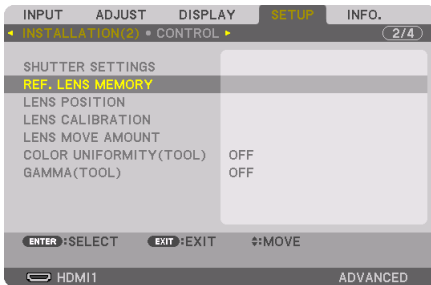 INPUT ADJUST DISPLAY SETUP INFO.
INSTALLATION(2) • CONTROL 2/4
SHUTTER SETTINGS
REF. LENS MEMORY
LENS POSITION
LENS CALIBRATION
LENS MOVE AMOUNT
COLOR UNIFORMITY(TOOL) OFF
GAMMA(TOOL) OFF
ENTER:SELECT EXIT:EXIT :MOVE
HDMI1 ADVANCED